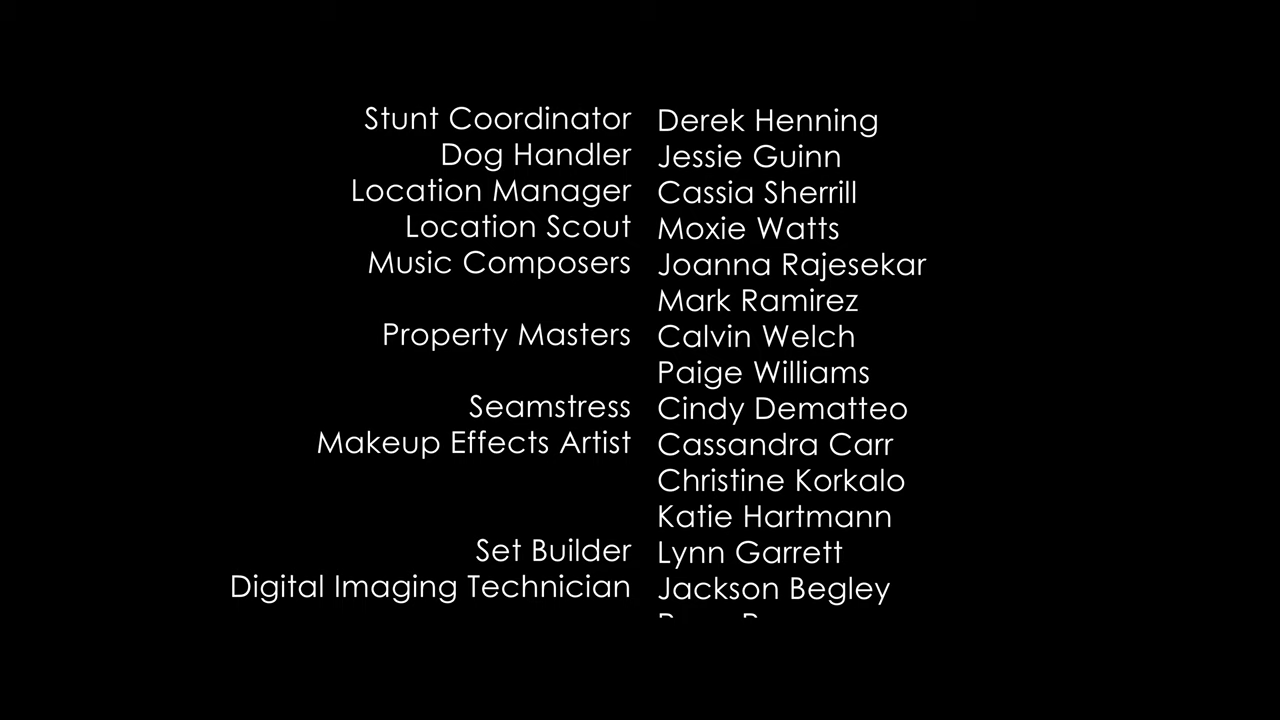 Stunt Coordinator Derek Henning
Dog Handler Jessie Guinn
Location Manager Cassia Sherrill
Location Scout Moxie Watts
Music Composers Joanna Rajesekar
Mark Ramirez
Property Masters Calvin Welch
Paige Williams
Seamstress Cindy Dematteo
Makeup Effects Artist Cassandra Carr
Christine Korkalo
Katie Hartmann
Set Builder Lynn Garrett
Digital Imaging Technician Jackson Begley